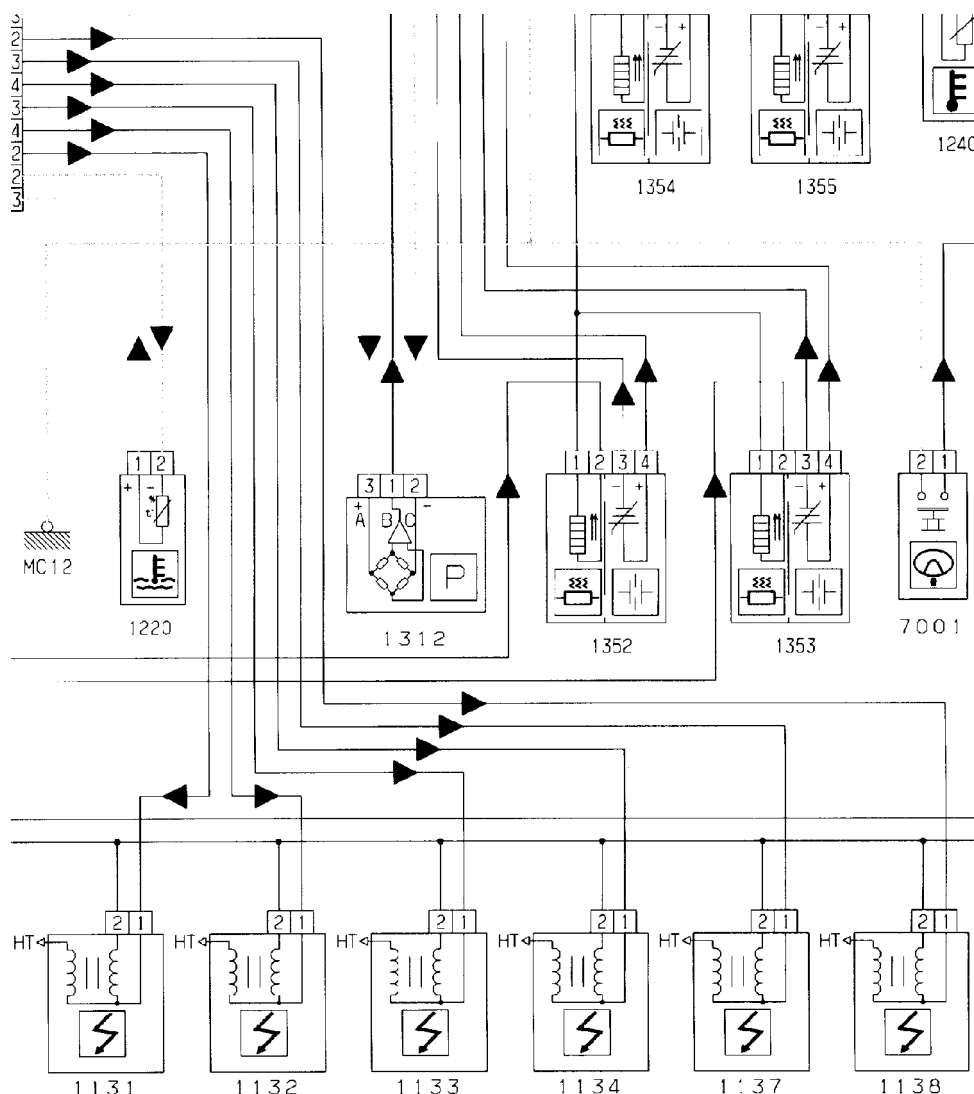 3
2
3
4
3
4
2
2
3
- + - +
1354 1355 1240
MC12
1 2
+ -
t°
1220
3 1 2
+ -
A B C
P
1312
1 2 3 4
- +
1352
1 2 3 4
- +
1353
2 1
7001
2 1 2 1 2 1 2 1 2 1 2 1
HT HT HT HT HT HT
1131 1132 1133 1134 1137 1138